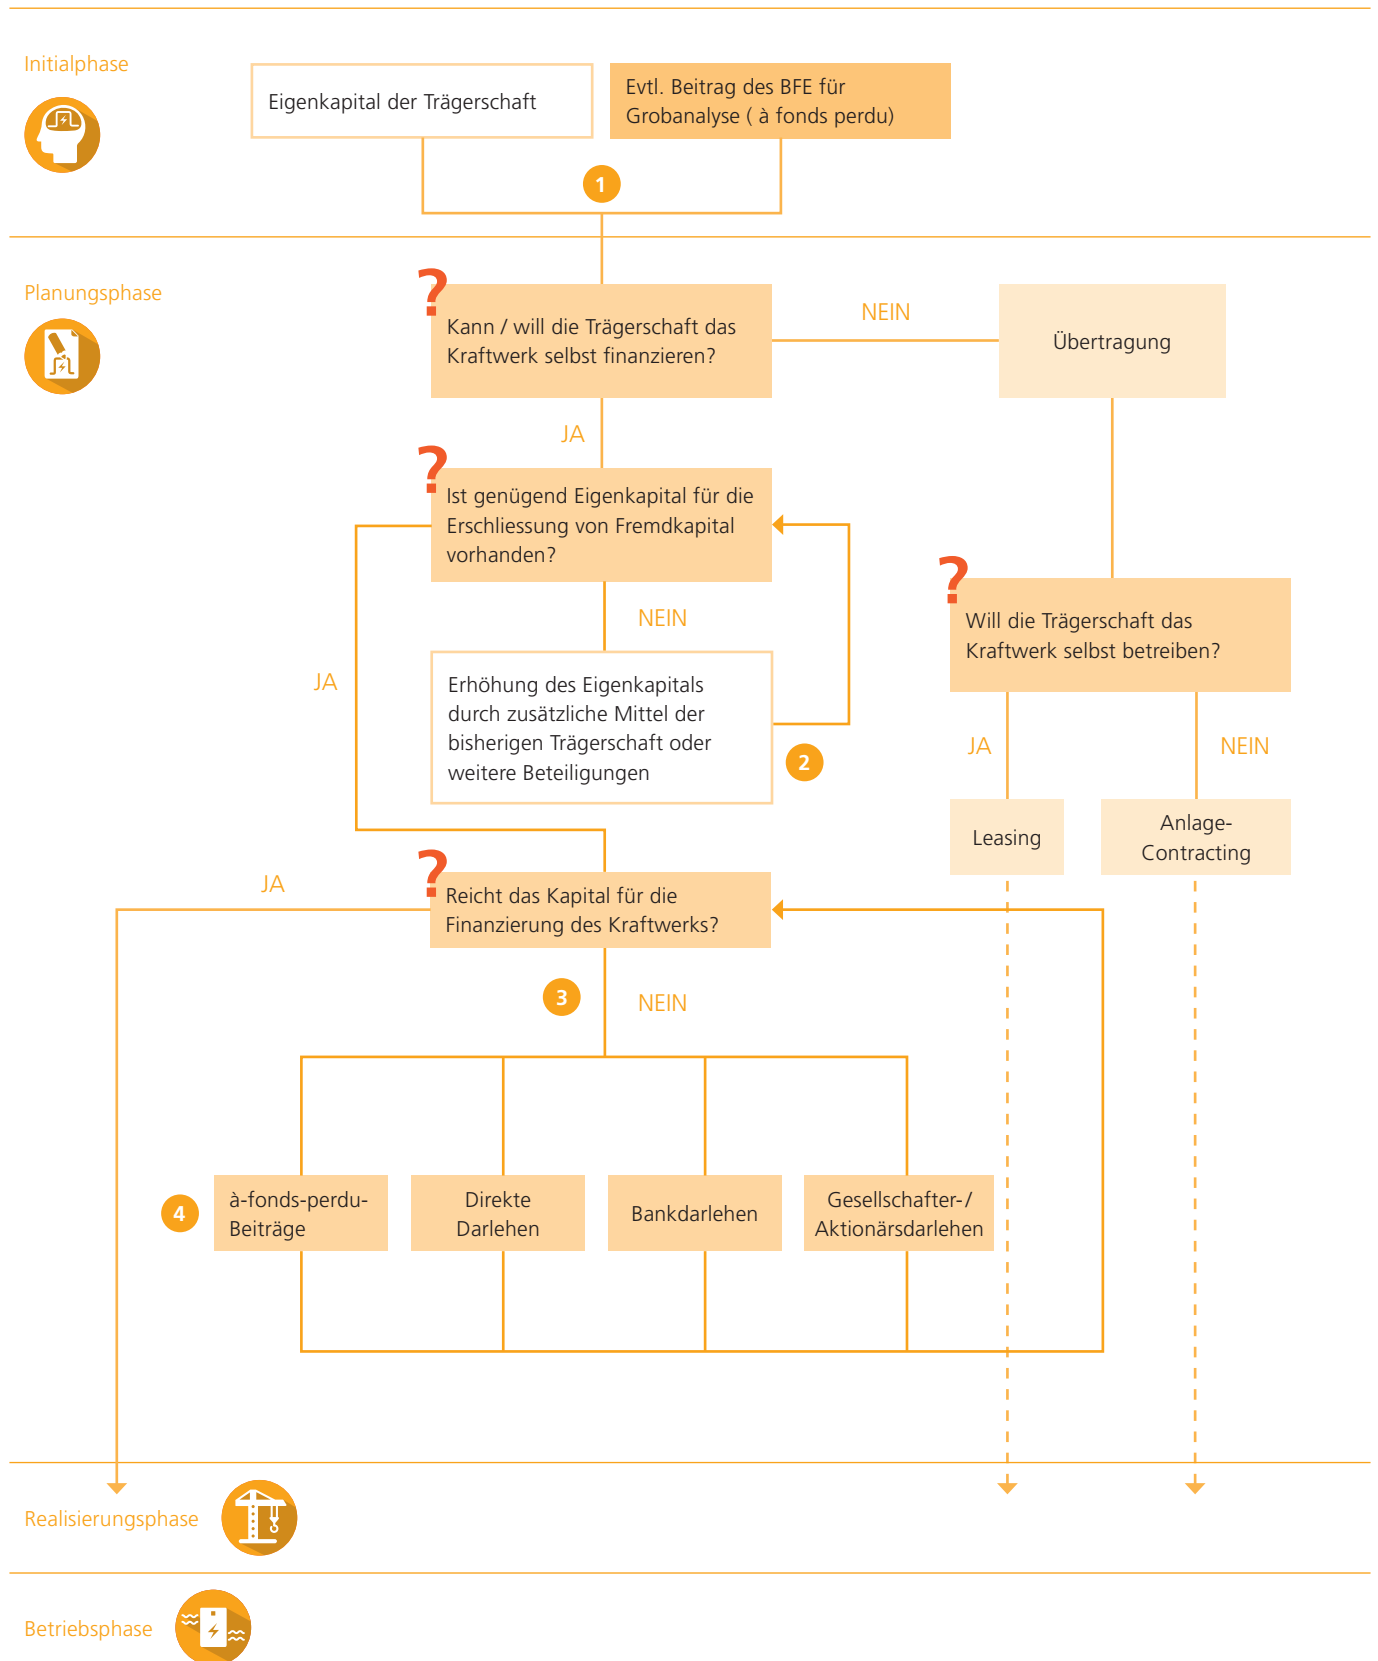 Initialphase
Eigenkapital der Trägerschaft
Evtl. Beitrag des BFE für
Grobanalyse ( à fonds perdu)
1
Planungsphase
?
Kann / will die Trägerschaft das
Kraftwerk selbst finanzieren?
NEIN
Übertragung
JA
?
Ist genügend Eigenkapital für die
Erschliessung von Fremdkapital
vorhanden?
NEIN
?
Will die Trägerschaft das
Kraftwerk selbst betreiben?
JA
Erhöhung des Eigenkapitals
durch zusätzliche Mittel der
bisherigen Trägerschaft oder
weitere Beteiligungen
2
JA
NEIN
Leasing
Anlage-
Contracting
?
Reicht das Kapital für die
Finanzierung des Kraftwerks?
JA
3
NEIN
4
à-fonds-perdu-
Beiträge
Direkte
Darlehen
Bankdarlehen
Gesellschafter-/
Aktionärsdarlehen
Realisierungsphase
Betriebsphase